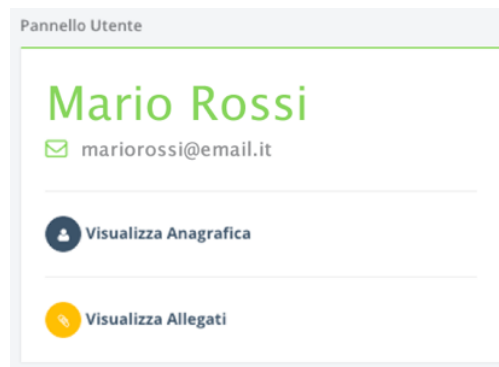 Pannello Utente
Mario Rossi
mariorossi@email.it
Visualizza Anagrafica
Visualizza Allegati